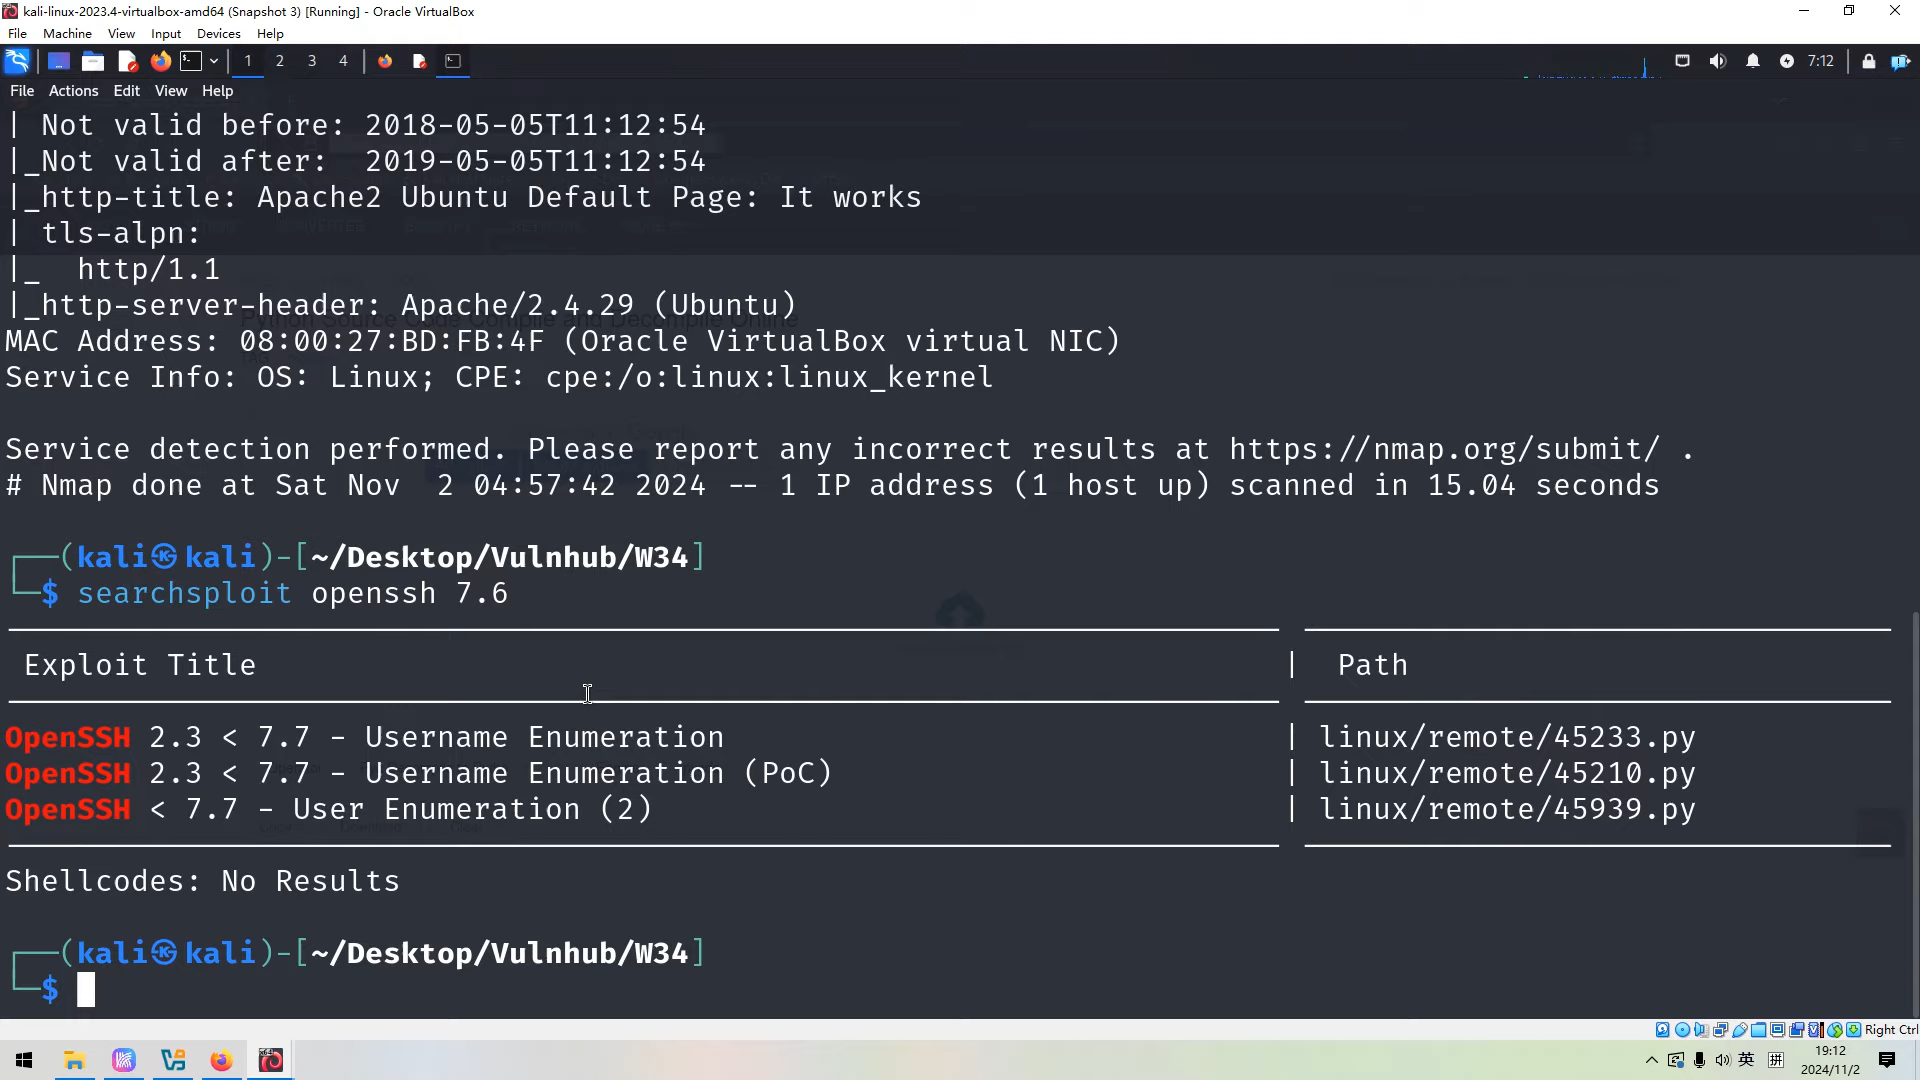 kali-linux-2023.4-virtualbox-amd64 (Snapshot 3) [Running] - Oracle VirtualBox
File Machine View Input Devices Help
1 2 3 4 7:12
File Actions Edit View Help
| Not valid before: 2018-05-05T11:12:54
|_Not valid after:  2019-05-05T11:12:54
|_http-title: Apache2 Ubuntu Default Page: It works
| tls-alpn:
|_  http/1.1
|_http-server-header: Apache/2.4.29 (Ubuntu)
Python Source Code Compile and Decompile Online
MAC Address: 08:00:27:BD:FB:4F (Oracle VirtualBox virtual NIC)
Service Info: OS: Linux; CPE: cpe:/o:linux:linux_kernel
Service detection performed. Please report any incorrect results at https://nmap.org/submit/ .
# Nmap done at Sat Nov  2 04:57:42 2024 -- 1 IP address (1 host up) scanned in 15.04 seconds
┌──(kali㉿kali)-[~/Desktop/Vulnhub/W34]
└─$ searchsploit openssh 7.6
Exploit Title | Path
OpenSSH 2.3 < 7.7 - Username Enumeration | linux/remote/45233.py
OpenSSH 2.3 < 7.7 - Username Enumeration (PoC) | linux/remote/45210.py
OpenSSH < 7.7 - User Enumeration (2) | linux/remote/45939.py
Shellcodes: No Results
┌──(kali㉿kali)-[~/Desktop/Vulnhub/W34]
└─$
Right Ctrl
英 拼 19:12
2024/11/2